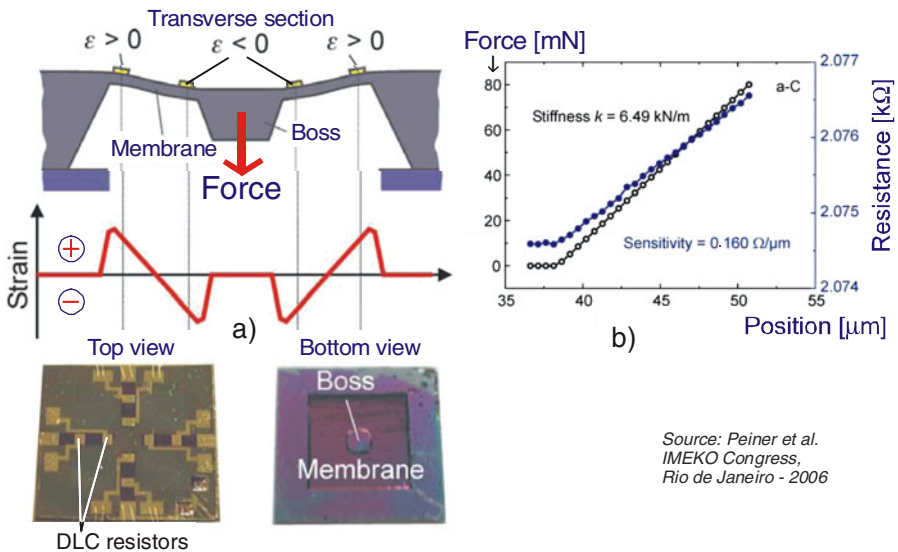 Transverse section
ε > 0
ε < 0
ε > 0
Membrane
Boss
Force
Strain
+
−
a)
Top view
Bottom view
Boss
Membrane
DLC resistors
Force [mN]
80
60
40
20
0
a-C
Stiffness k = 6.49 kN/m
Sensitivity = 0.160 Ω/µm
2.077
2.076
2.075
2.074
Resistance [kΩ]
35
40
45
50
55
b)
Position [µm]
Source: Peiner et al.
IMEKO Congress,
Rio de Janeiro - 2006